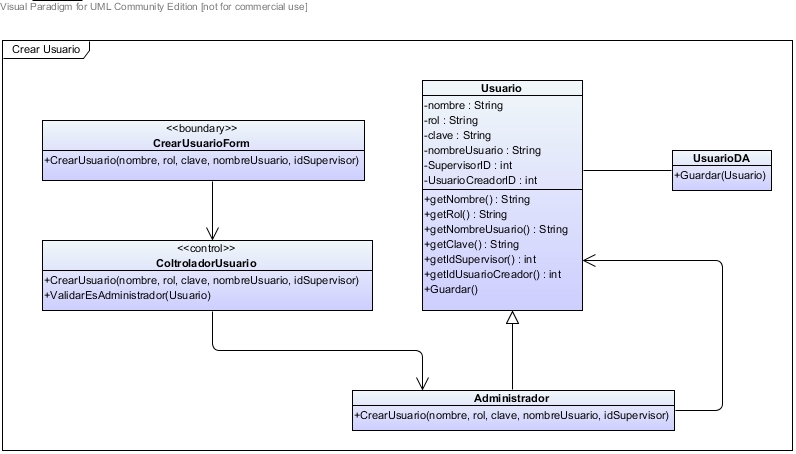 Visual Paradigm for UML Community Edition [not for commercial use]
Crear Usuario
<<boundary>>
CrearUsuarioForm
+CrearUsuario(nombre, rol, clave, nombreUsuario, idSupervisor)
<<control>>
ColtroladorUsuario
+CrearUsuario(nombre, rol, clave, nombreUsuario, idSupervisor)
+ValidarEsAdministrador(Usuario)
Usuario
-nombre : String
-rol : String
-clave : String
-nombreUsuario : String
-SupervisorID : int
-UsuarioCreadorID : int
+getNombre() : String
+getRol() : String
+getNombreUsuario() : String
+getClave() : String
+getIdSupervisor() : int
+getIdUsuarioCreador() : int
+Guardar()
UsuarioDA
+Guardar(Usuario)
Administrador
+CrearUsuario(nombre, rol, clave, nombreUsuario, idSupervisor)